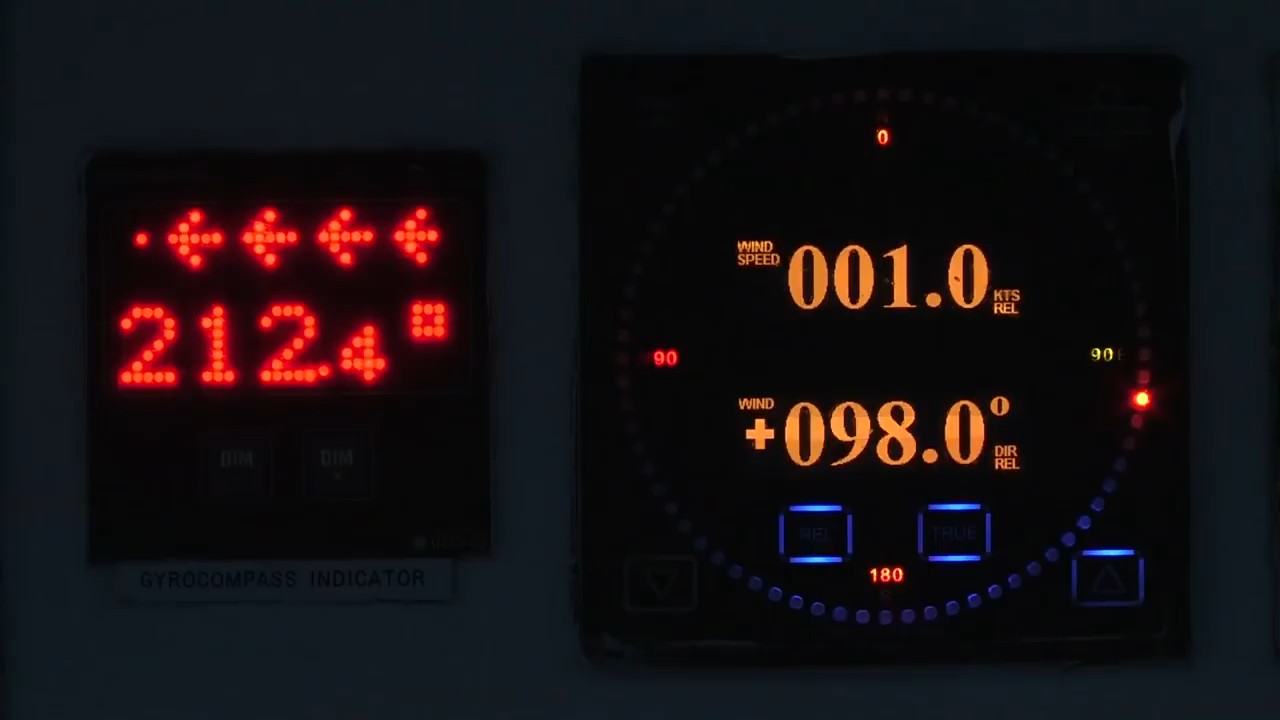 ←←←←
212.4°
DIM
DIM
GYROCOMPASS INDICATOR
0
WIND
SPEED
001.0
KTS
REL
90
90
WIND
+098.0°
DIR
REL
REL
TRUE
180
S